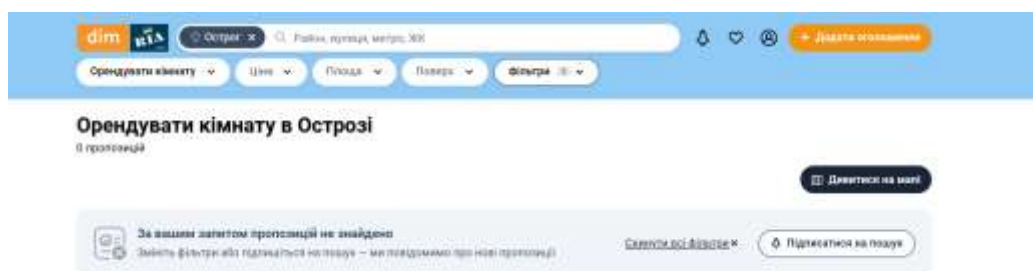 dim RIA Острог × Район, вулиця, метро, ЖК + Додати оголошення
Орендувати кімнату Ціна Площа Поверх Фільтри 1
Орендувати кімнату в Острозі
0 пропозицій
Дивитися на мапі
За вашим запитом пропозицій не знайдено
Змініть фільтри або підпишіться на пошук — ми повідомимо про нові пропозиції
Скинути всі фільтри ×
Підписатися на пошук